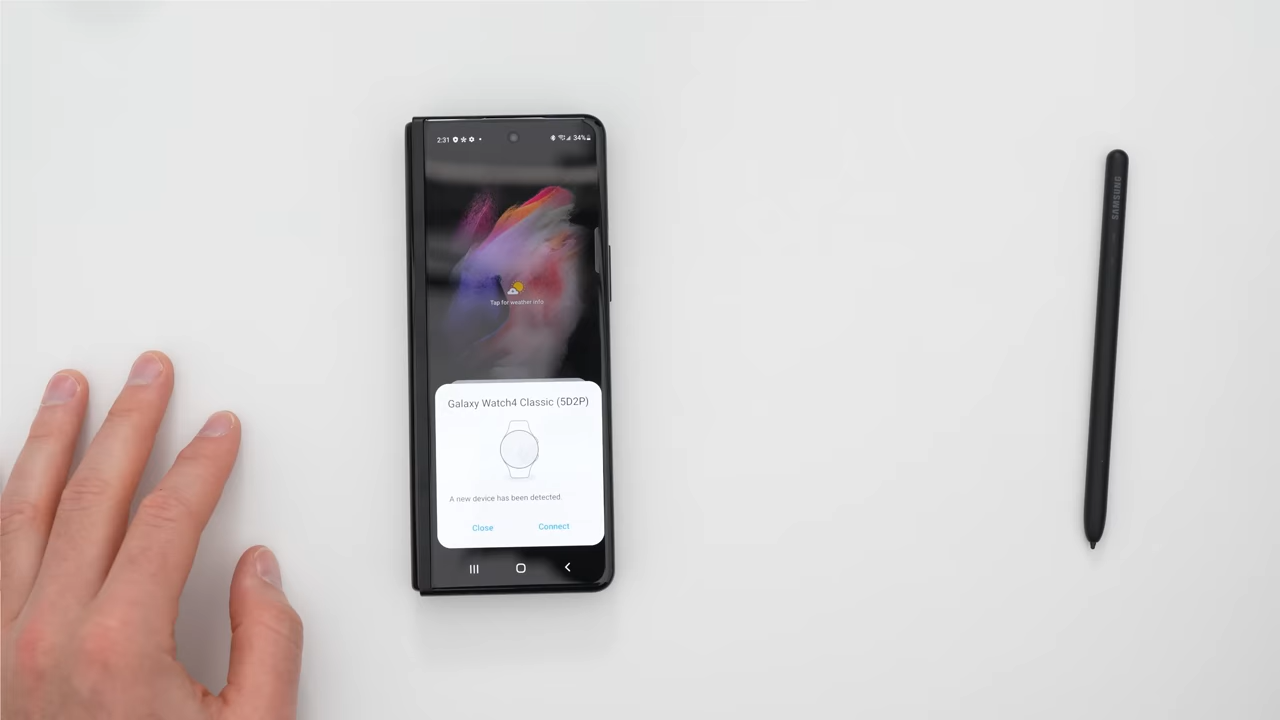 2:31
34%
Tap for weather info
Galaxy Watch4 Classic (5D2P)
A new device has been detected.
Close
Connect
SAMSUNG